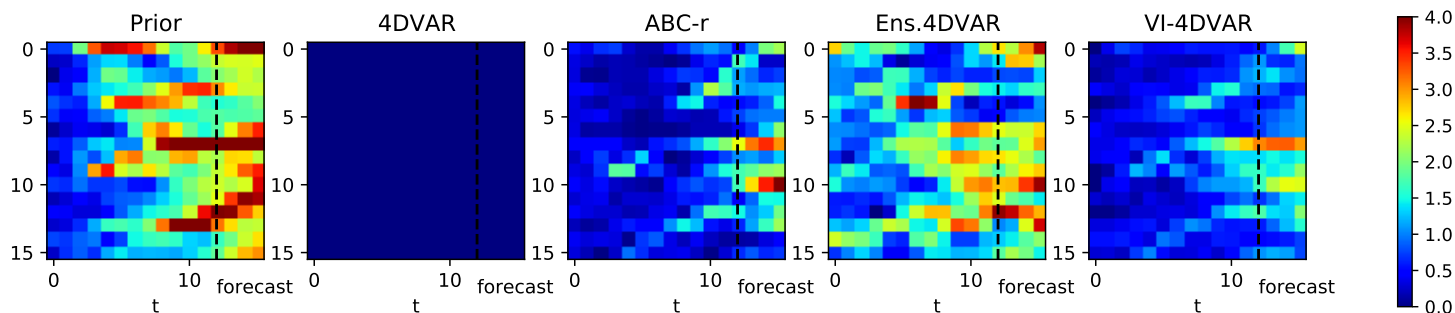 Prior 4DVAR ABC-r Ens.4DVAR VI-4DVAR
0 0 0 0 0
5 5 5 5 5
10 10 10 10 10
15 15 15 15 15
0 10 0 10 0 10 0 10 0 10
forecast forecast forecast forecast forecast
t t t t t
4.0
3.5
3.0
2.5
2.0
1.5
1.0
0.5
0.0